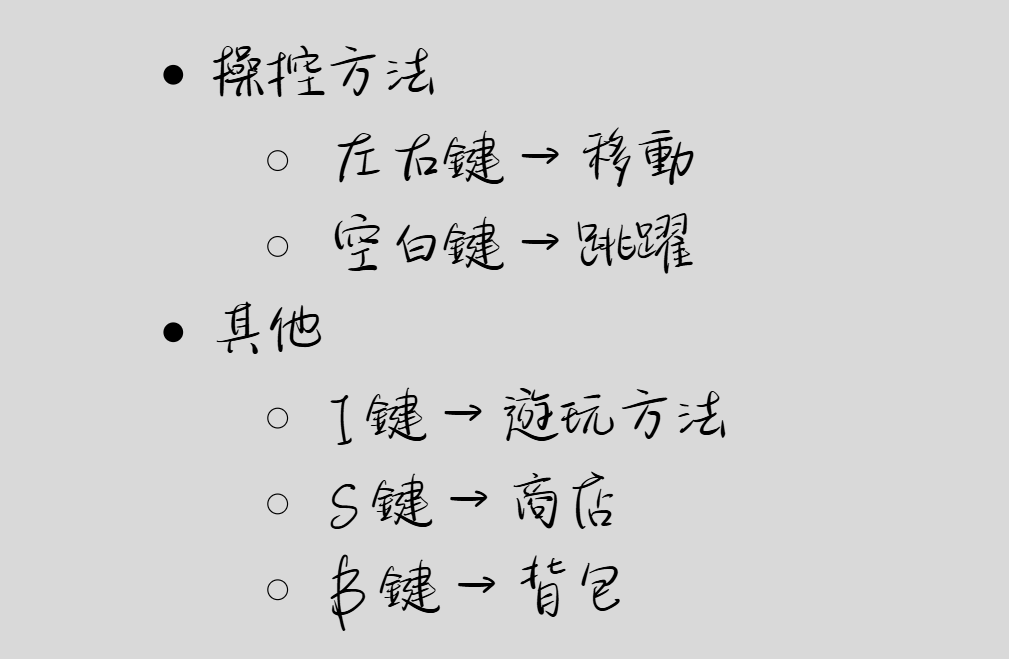 • 操控方法
○ 左右鍵 → 移動
○ 空白鍵 → 跳躍
• 其他
○ I鍵 → 遊玩方法
○ S鍵 → 商店
○ B鍵 → 背包